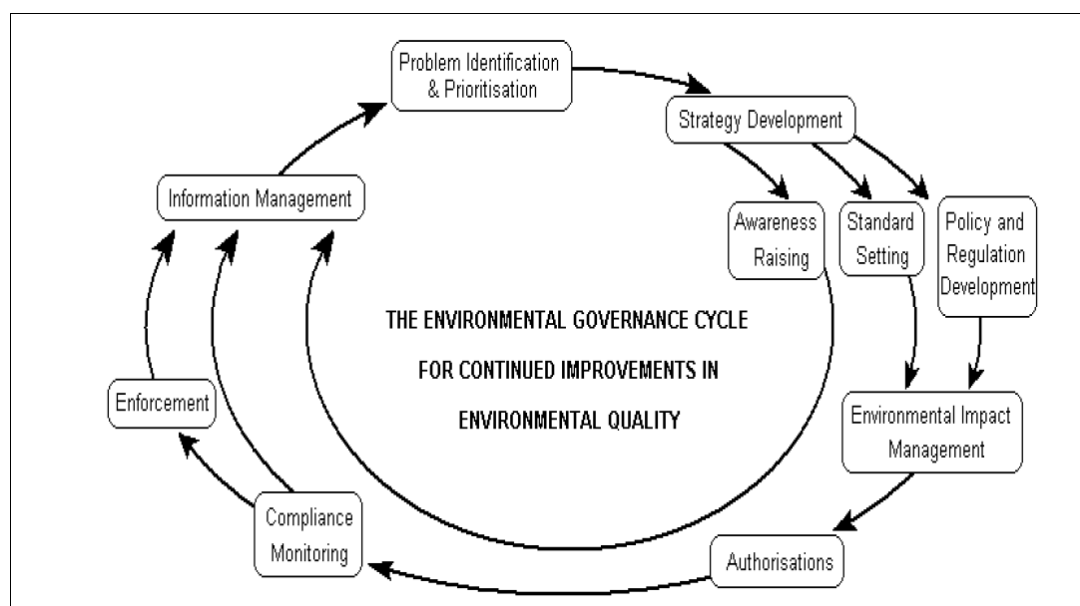 Problem Identification
& Prioritisation
Strategy Development
Information Management
Awareness
Raising
Standard
Setting
Policy and
Regulation
Development
THE ENVIRONMENTAL GOVERNANCE CYCLE
FOR CONTINUED IMPROVEMENTS IN
ENVIRONMENTAL QUALITY
Enforcement
Environmental Impact
Management
Compliance
Monitoring
Authorisations